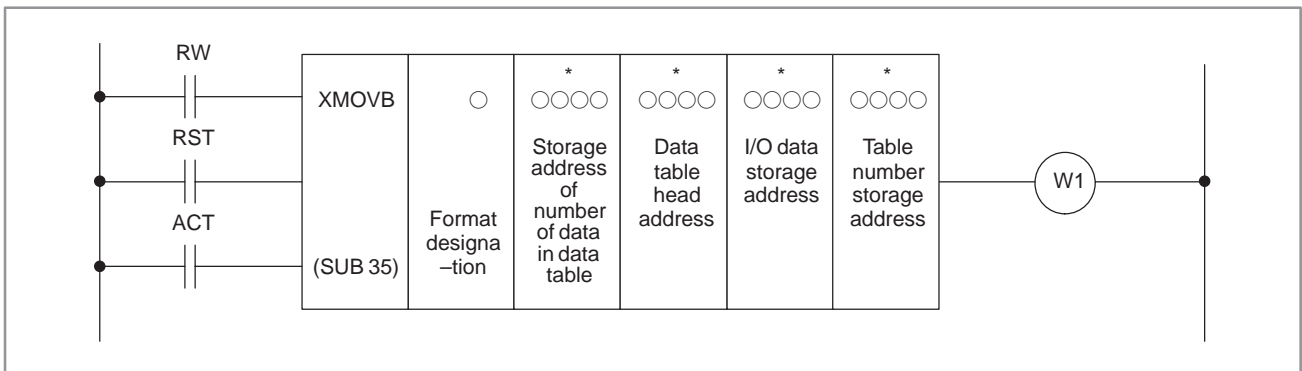 RW
XMOVB
RST
ACT
(SUB 35)
○
Format
designa
–tion
*
○○○○
Storage
address
of
number
of data
in data
table
*
○○○○
Data
table
head
address
*
○○○○
I/O data
storage
address
*
○○○○
Table
number
storage
address
W1